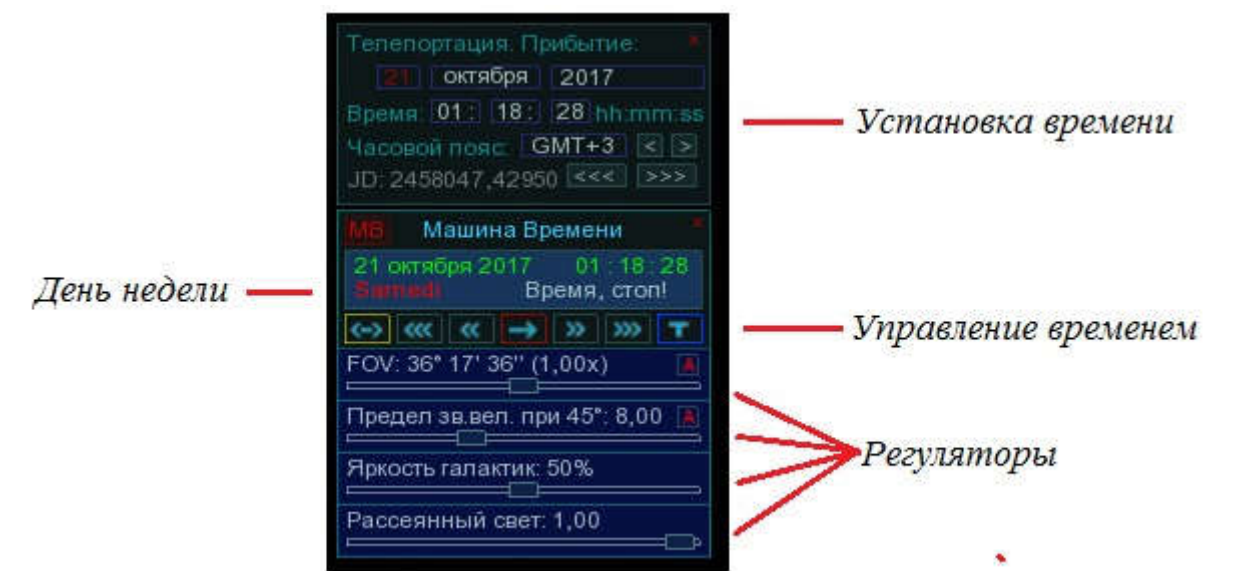 Телепортация. Прибытие: ×
21 октября 2017
Время: 01 : 18 : 28 hh:mm:ss
Установка времени
Часовой пояс: GMT+3 < >
JD: 2458047,42950 <<< >>>
МВ Машина Времени ×
21 октября 2017 01 : 18 : 28
День недели
Samedi Время, стоп!
Управление временем
FOV: 36° 17' 36'' (1,00x) A
Предел зв.вел. при 45°: 8,00 A
Регуляторы
Яркость галактик: 50%
Рассеянный свет: 1,00